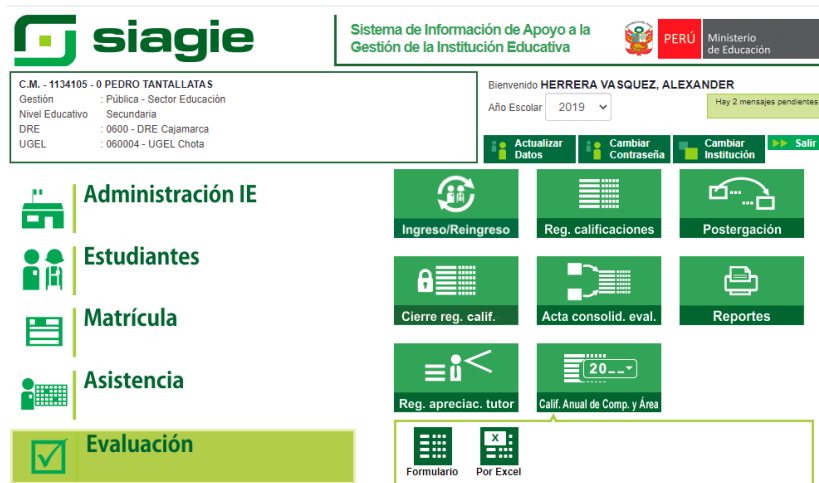 siagie
Sistema de Información de Apoyo a la
Gestión de la Institución Educativa
PERÚ
Ministerio
de Educación
C.M. - 1134105 - 0 PEDRO TANTALLATAS
Gestión : Pública - Sector Educación
Nivel Educativo Secundaria
DRE : 0600 - DRE Cajamarca
UGEL : 060004 - UGEL Chota
Bienvenido HERRERA VASQUEZ, ALEXANDER
Año Escolar 2019
Hay 2 mensajes pendientes
Actualizar
Datos
Cambiar
Contraseña
Cambiar
Institución
Salir
Administración IE
Estudiantes
Matrícula
Asistencia
Evaluación
Ingreso/Reingreso
Reg. calificaciones
Postergación
Cierre reg. calif.
Acta consolid. eval.
Reportes
Reg. apreciac. tutor
20__
Calif. Anual de Comp. y Área
X
Formulario
Por Excel